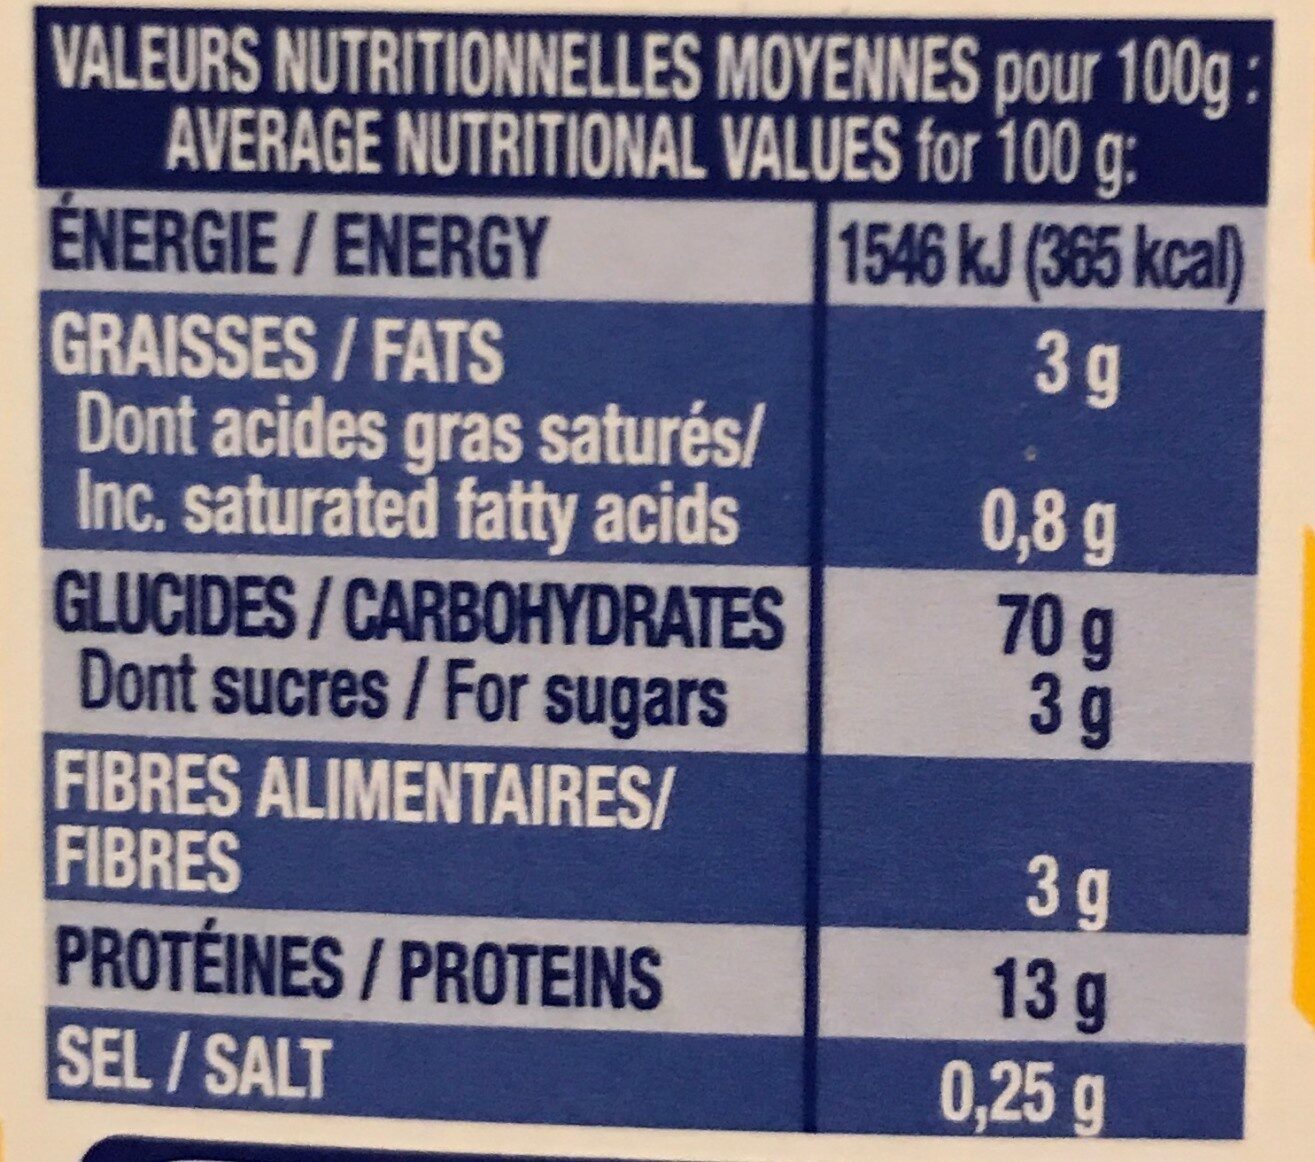 VALEURS NUTRITIONNELLES MOYENNES pour 100g :
AVERAGE NUTRITIONAL VALUES for 100 g:
ÉNERGIE / ENERGY 1546 kJ (365 kcal)
GRAISSES / FATS 3 g
Dont acides gras saturés/
Inc. saturated fatty acids 0,8 g
GLUCIDES / CARBOHYDRATES 70 g
Dont sucres / For sugars 3 g
FIBRES ALIMENTAIRES/
FIBRES 3 g
PROTÉINES / PROTEINS 13 g
SEL / SALT 0,25 g